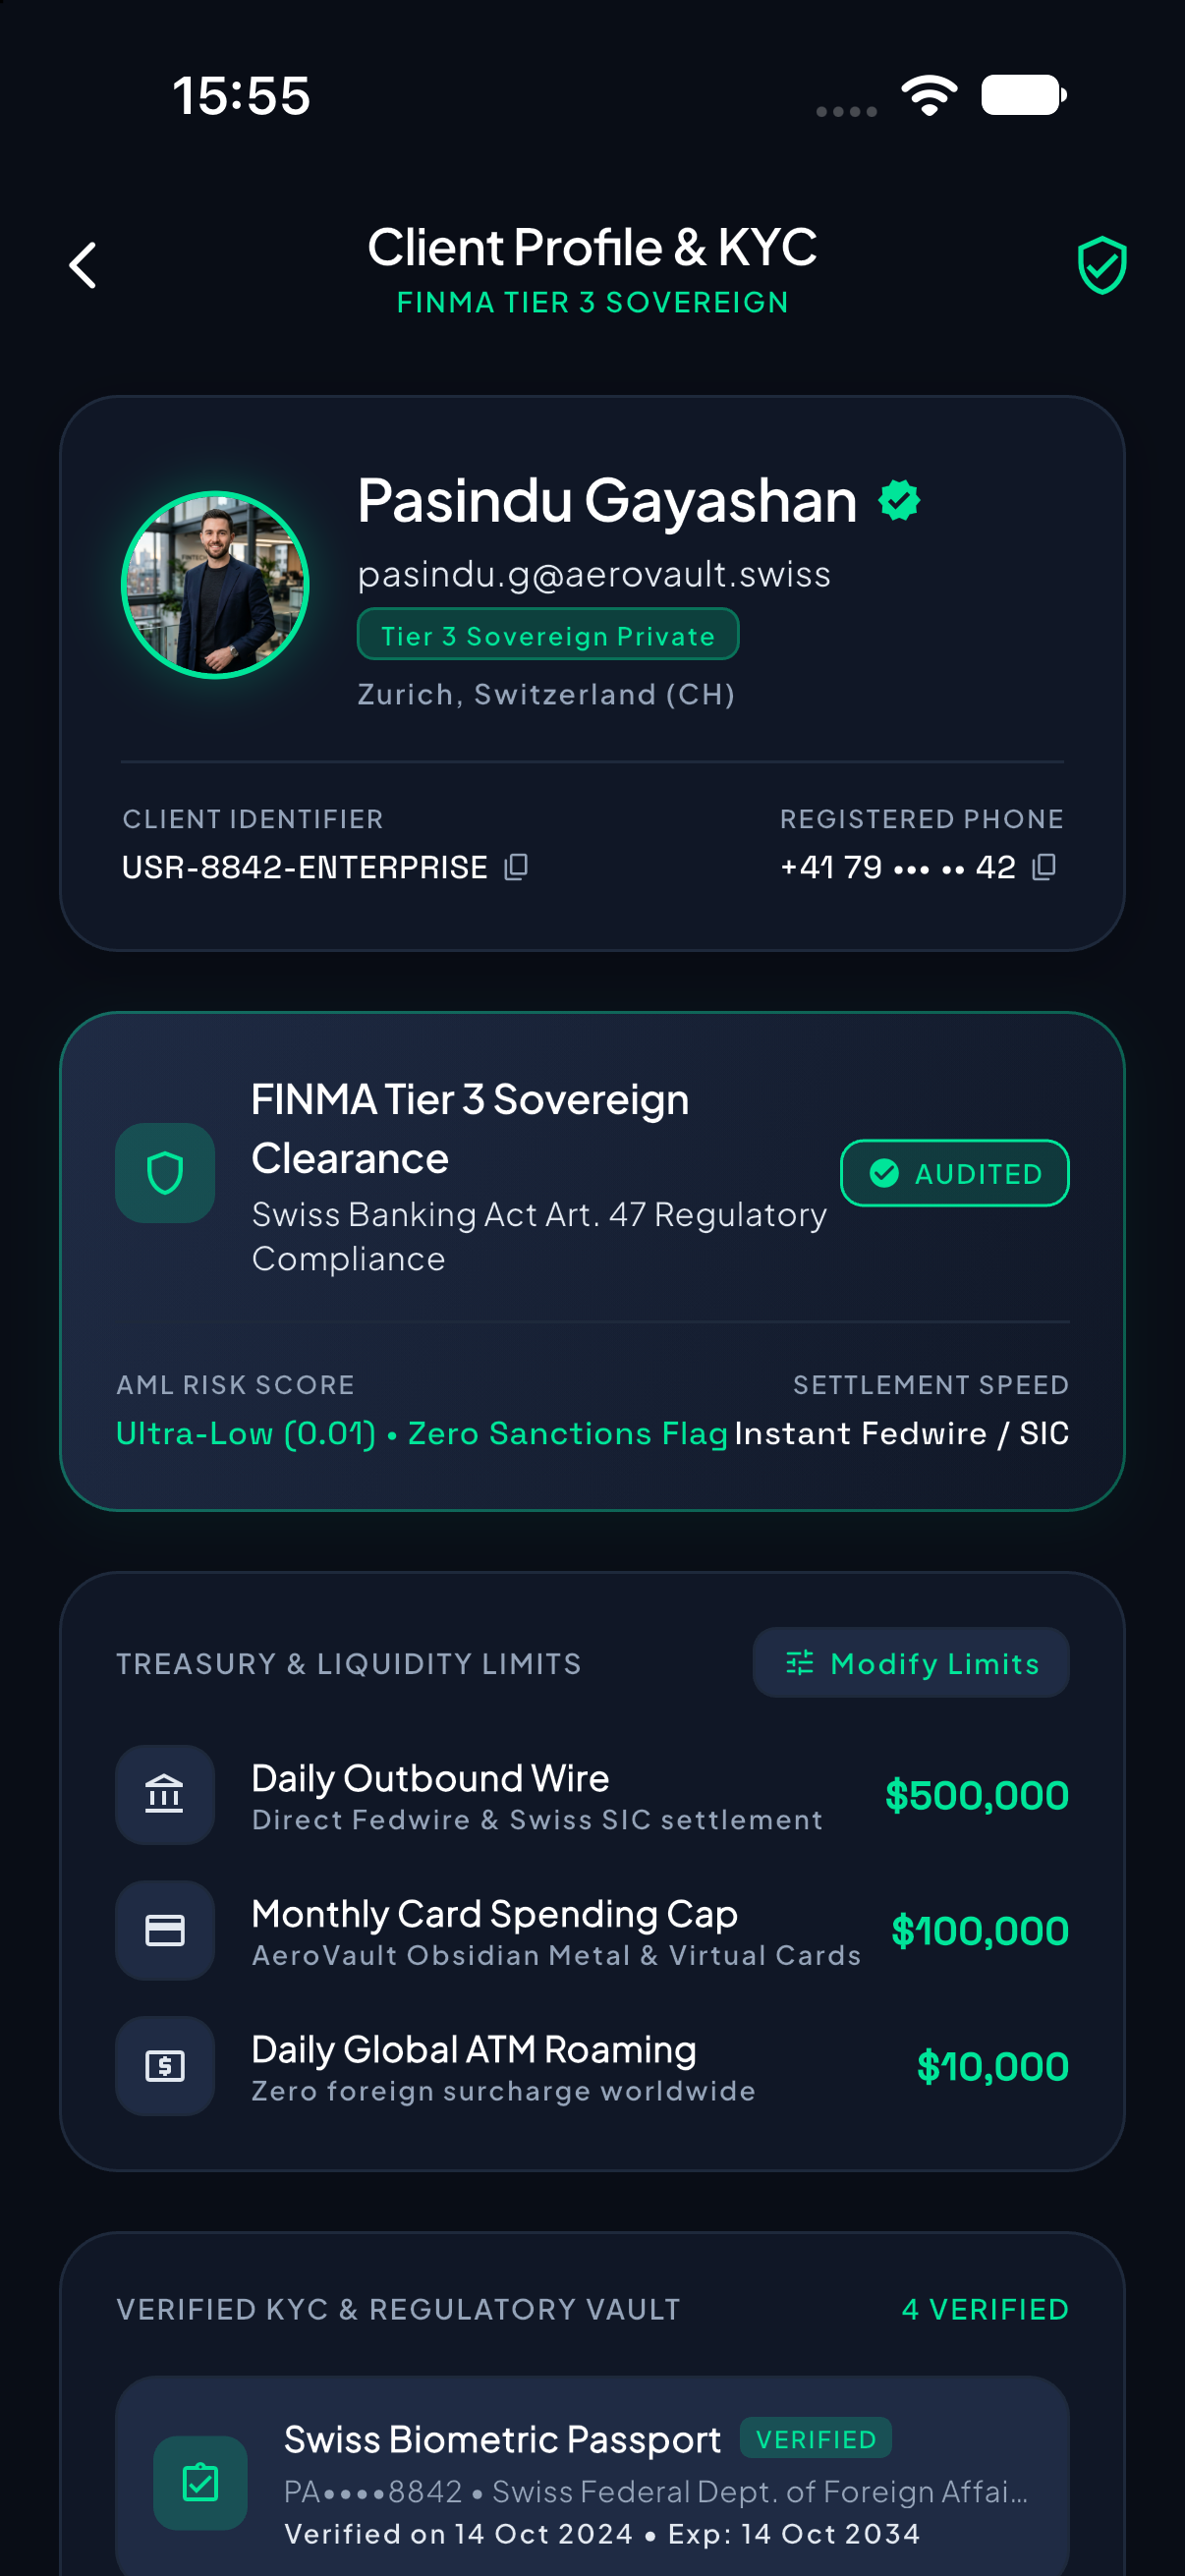 15:55
Client Profile & KYC
FINMA TIER 3 SOVEREIGN
Pasindu Gayashan
pasindu.g@aerovault.swiss
Tier 3 Sovereign Private
Zurich, Switzerland (CH)
CLIENT IDENTIFIER
REGISTERED PHONE
USR-8842-ENTERPRISE
+41 79 ••• •• 42
FINMA Tier 3 Sovereign
Clearance
Swiss Banking Act Art. 47 Regulatory
Compliance
AUDITED
AML RISK SCORE
SETTLEMENT SPEED
Ultra-Low (0.01) • Zero Sanctions Flag
Instant Fedwire / SIC
TREASURY & LIQUIDITY LIMITS
Modify Limits
Daily Outbound Wire
Direct Fedwire & Swiss SIC settlement
$500,000
Monthly Card Spending Cap
AeroVault Obsidian Metal & Virtual Cards
$100,000
Daily Global ATM Roaming
Zero foreign surcharge worldwide
$10,000
VERIFIED KYC & REGULATORY VAULT
4 VERIFIED
Swiss Biometric Passport
VERIFIED
PA••••8842 • Swiss Federal Dept. of Foreign Affai...
Verified on 14 Oct 2024 • Exp: 14 Oct 2034